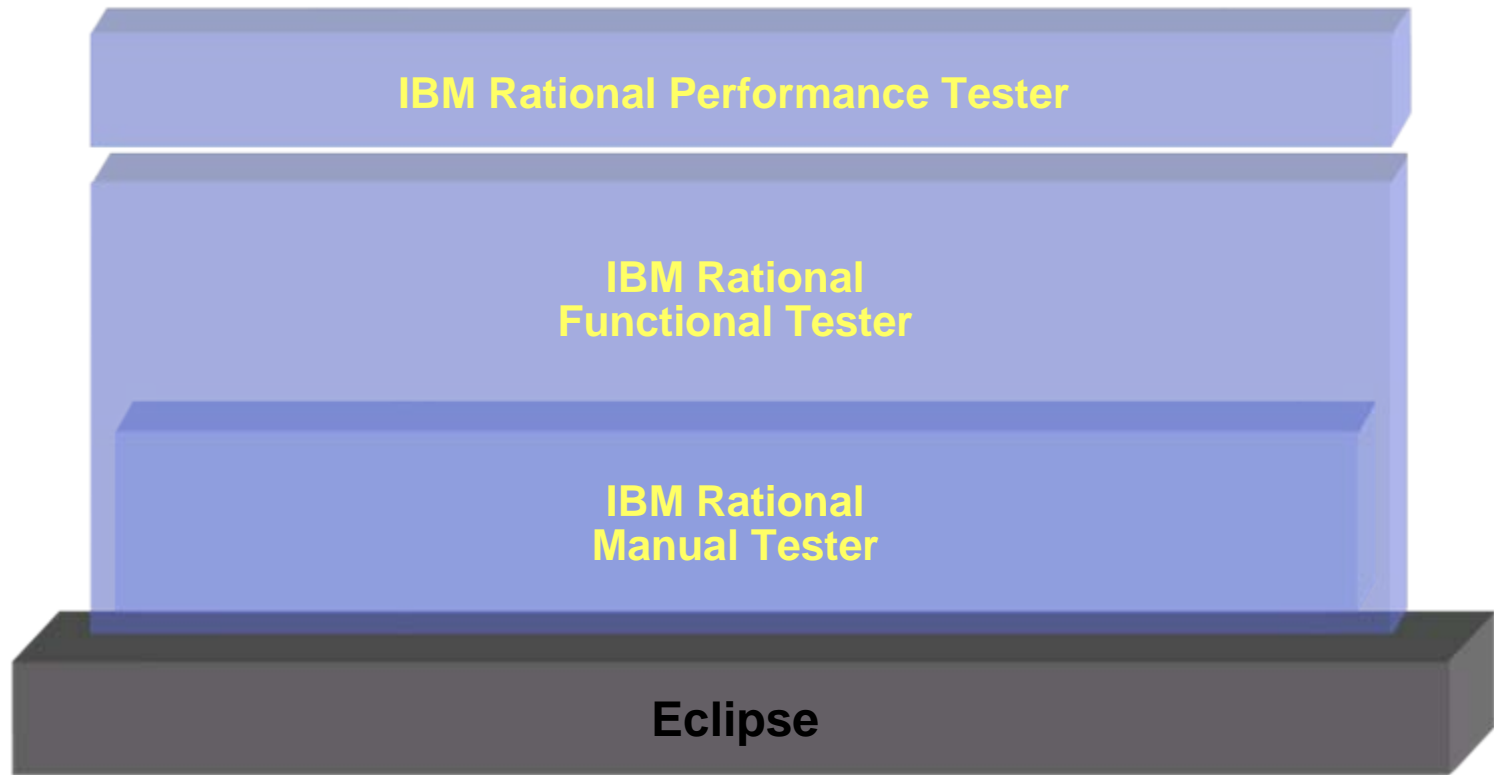 IBM Rational Performance Tester
IBM Rational
Functional Tester
IBM Rational
Manual Tester
Eclipse